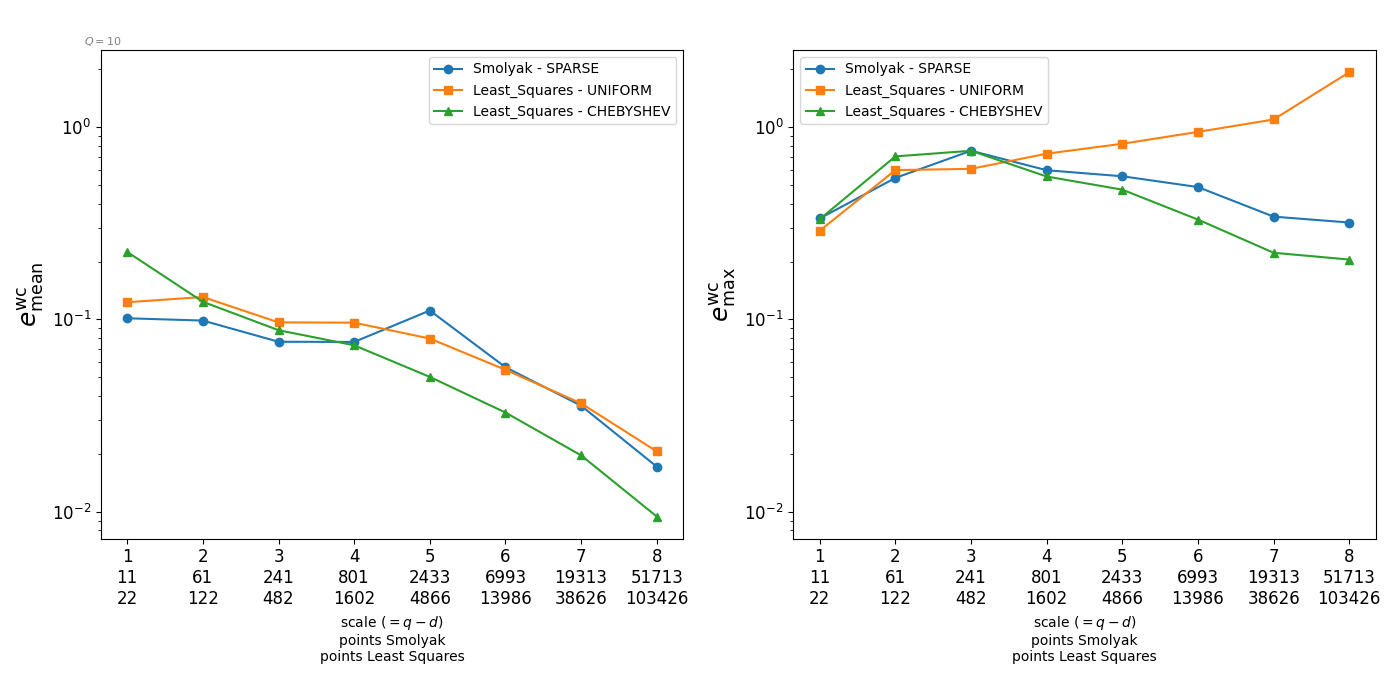 Q = 10
Smolyak - SPARSE
Least_Squares - UNIFORM
Least_Squares - CHEBYSHEV
10⁰
10⁻¹
10⁻²
e^wc_mean
1 2 3 4 5 6 7 8
11 61 241 801 2433 6993 19313 51713
22 122 482 1602 4866 13986 38626 103426
scale (= q − d)
points Smolyak
points Least Squares
Smolyak - SPARSE
Least_Squares - UNIFORM
Least_Squares - CHEBYSHEV
10⁰
10⁻¹
10⁻²
e^wc_max
1 2 3 4 5 6 7 8
11 61 241 801 2433 6993 19313 51713
22 122 482 1602 4866 13986 38626 103426
scale (= q − d)
points Smolyak
points Least Squares